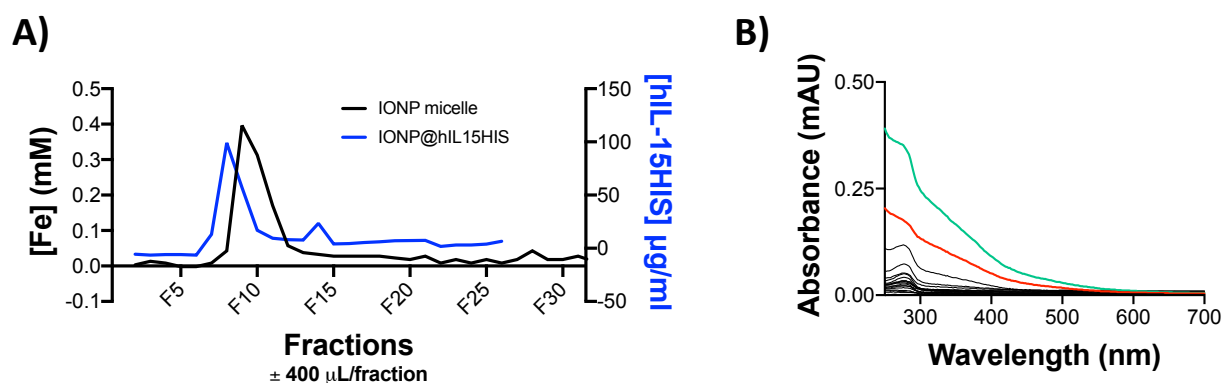 A)
[Fe] (mM)
0.5
0.4
0.3
0.2
0.1
0.0
-0.1
IONP micelle
IONP@hIL15HIS
150
100
50
0
-50
[hIL-15HIS] µg/ml
F5
F10
F15
F20
F25
F30
Fractions
± 400 µL/fraction
B)
Absorbance (mAU)
0.50
0.25
0.00
300
400
500
600
700
Wavelength (nm)